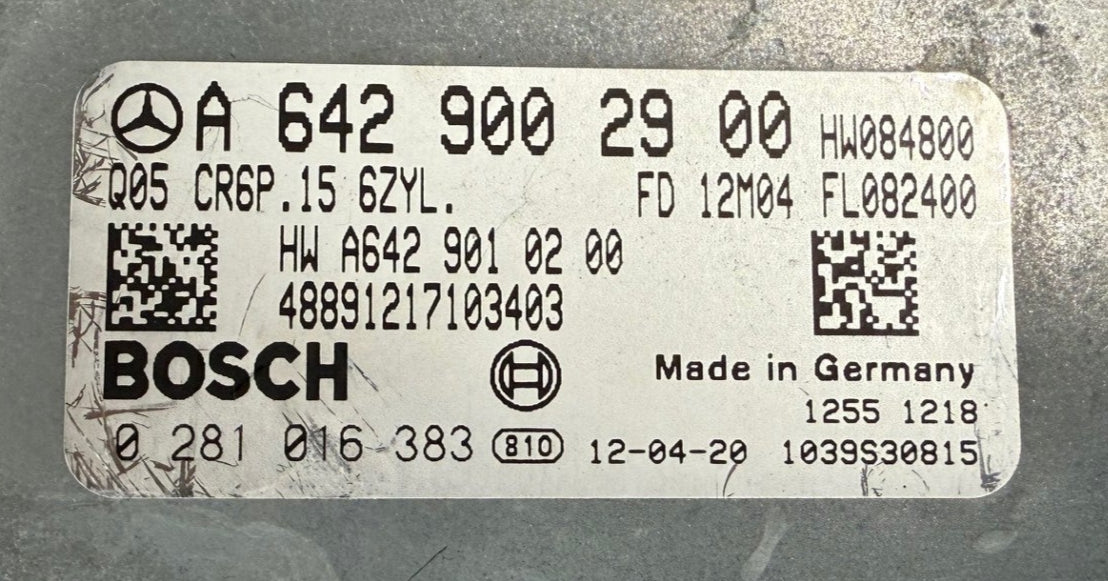 A 642 900 29 00 HW084800
Q05 CR6P.15 6ZYL. FD 12M04 FL082400
HW A642 901 02 00
48891217103403
BOSCH Made in Germany
1255 1218
0 281 016 383 810 12-04-20 1039S30815